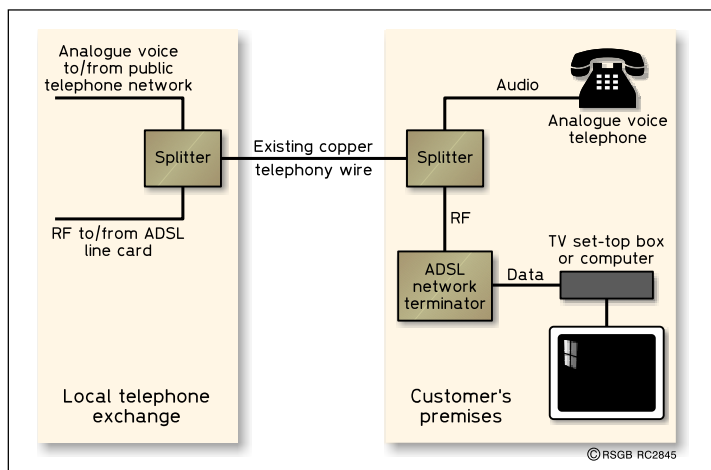 Analogue voice
to/from public
telephone network
Splitter
RF to/from ADSL
line card
Local telephone
exchange
Existing copper
telephony wire
Audio
Analogue voice
telephone
Splitter
RF
ADSL
network
terminator
Data
TV set-top box
or computer
Customer's
premises
©RSGB RC2845